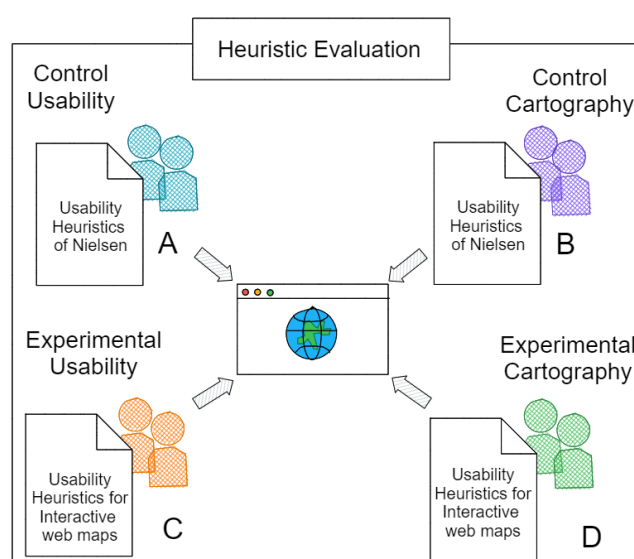 Heuristic Evaluation
Control
Usability
Usability
Heuristics
of Nielsen
A
Control
Cartography
Usability
Heuristics
of Nielsen
B
Experimental
Usability
Usability
Heuristics for
Interactive
web maps
C
Experimental
Cartography
Usability
Heuristics for
Interactive
web maps
D